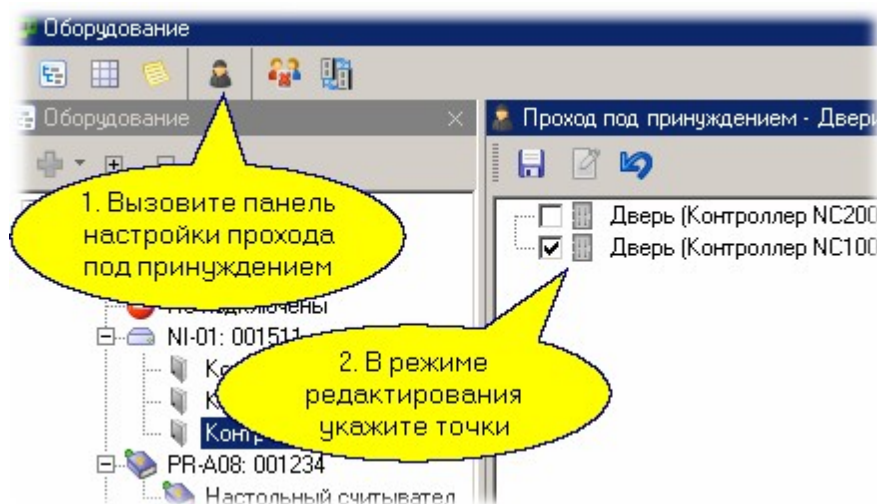 Оборудование
Оборудование
Проход под принуждением - Двери
1. Вызовите панель
настройки прохода
под принуждением
Дверь (Контроллер NC200
Дверь (Контроллер NC100
подключены
NI-01: 001511
2. В режиме
редактирования
укажите точки
PR-A08: 001234
Настольный считывател